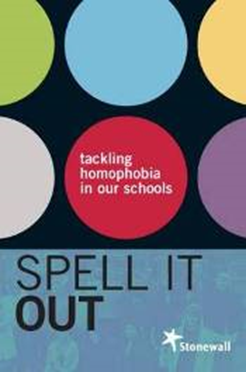 tackling
homophobia
in our schools
SPELL IT
OUT
Stonewall